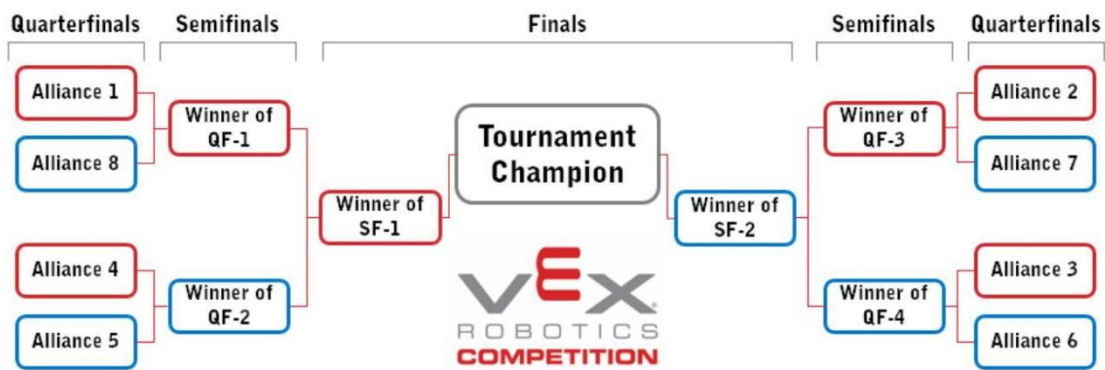 Quarterfinals Semifinals Finals Semifinals Quarterfinals
Alliance 1
Alliance 8
Winner of
QF-1
Alliance 4
Alliance 5
Winner of
QF-2
Winner of
SF-1
Tournament
Champion
Winner of
SF-2
Winner of
QF-3
Alliance 2
Alliance 7
Winner of
QF-4
Alliance 3
Alliance 6
VEX
ROBOTICS
COMPETITION